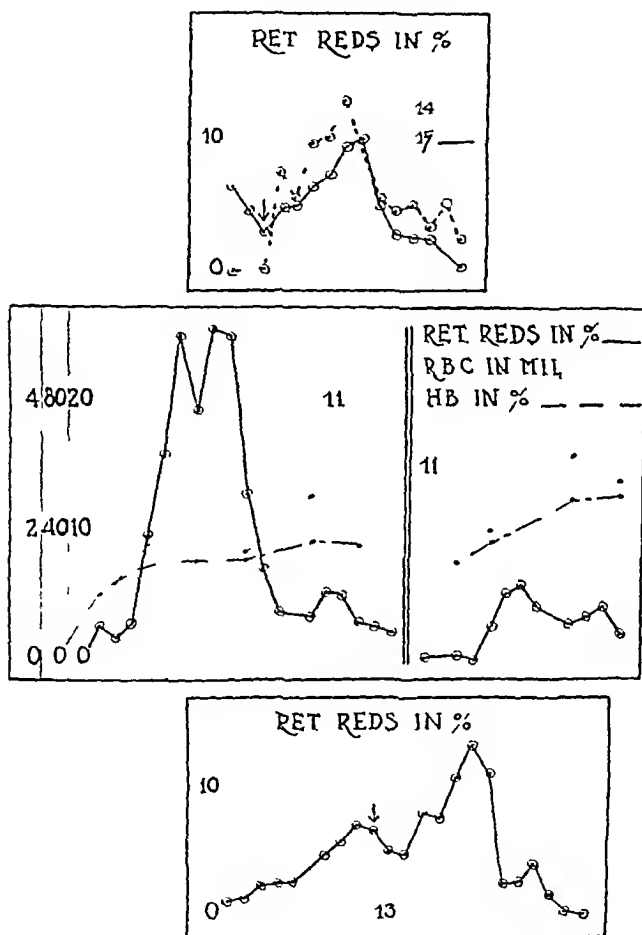 RET REDS IN %
14
10
15
0
RET. REDS IN %
RBC IN MIL
HB IN %
4 80 20
11
11
2 40 10
0 0 0
RET REDS IN %
10
0
13